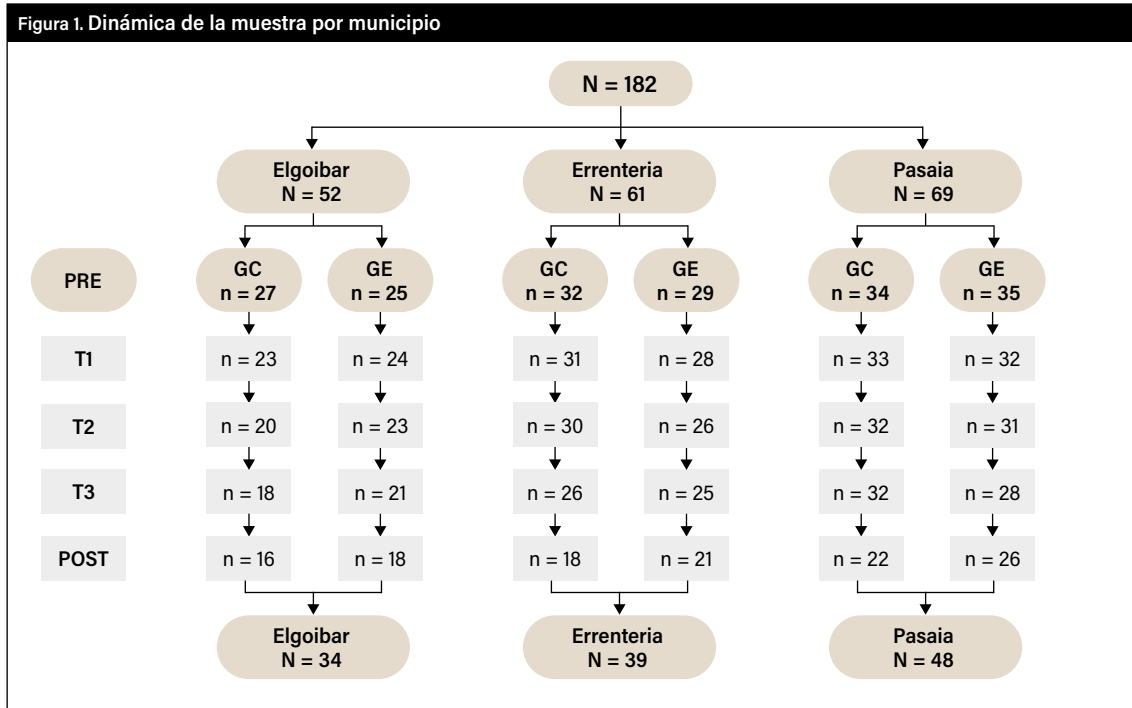 Figura 1. Dinámica de la muestra por municipio
N = 182
Elgoibar
N = 52
Errenteria
N = 61
Pasaia
N = 69
PRE
GC
n = 27
GE
n = 25
GC
n = 32
GE
n = 29
GC
n = 34
GE
n = 35
T1
n = 23
n = 24
n = 31
n = 28
n = 33
n = 32
T2
n = 20
n = 23
n = 30
n = 26
n = 32
n = 31
T3
n = 18
n = 21
n = 26
n = 25
n = 32
n = 28
POST
n = 16
n = 18
n = 18
n = 21
n = 22
n = 26
Elgoibar
N = 34
Errenteria
N = 39
Pasaia
N = 48